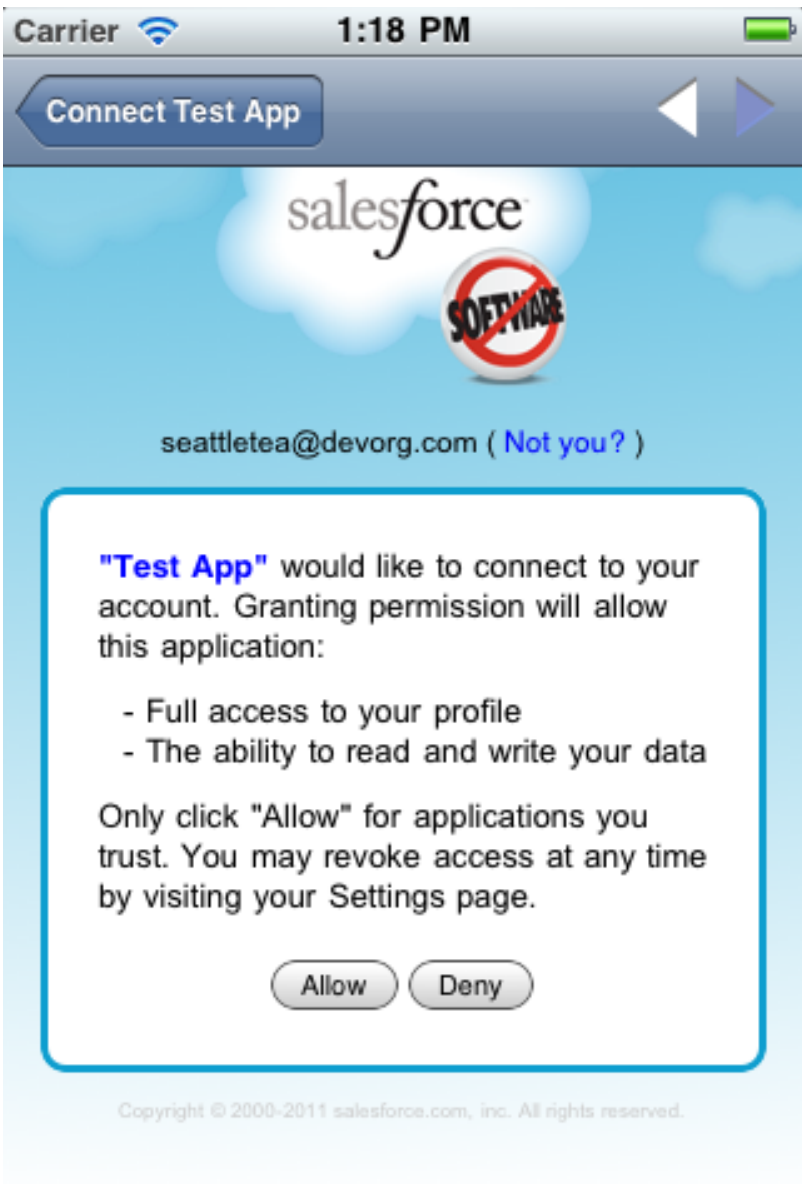 Carrier 1:18 PM
Connect Test App
salesforce
SOFTWARE
seattletea@devorg.com ( Not you? )
"Test App" would like to connect to your
account. Granting permission will allow
this application:
- Full access to your profile
- The ability to read and write your data
Only click "Allow" for applications you
trust. You may revoke access at any time
by visiting your Settings page.
Allow Deny
Copyright © 2000-2011 salesforce.com, inc. All rights reserved.